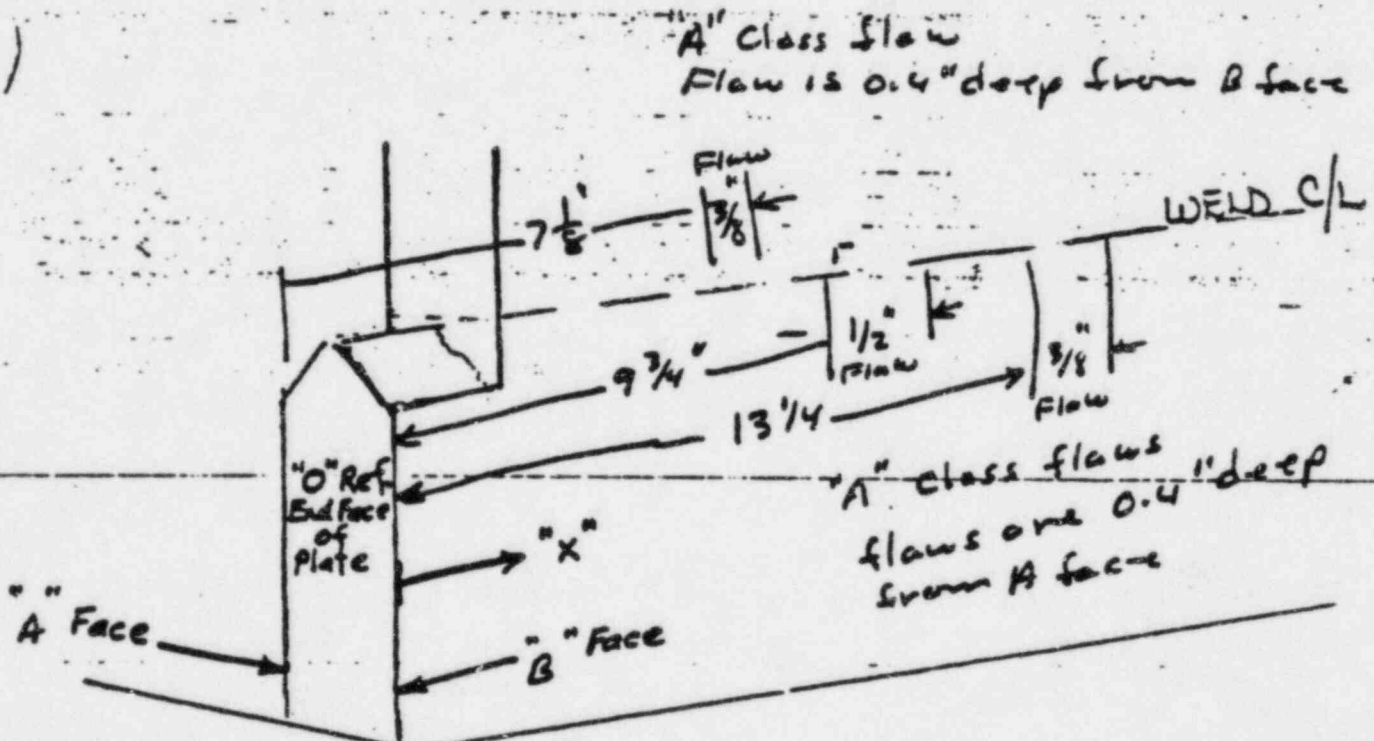 )
"A" Class flaw
Flaw is 0.4" deep from B face
Flaw
3/8"
7 1/8"
WELD C/L
1/2"
Flaw
3/8"
Flaw
9 3/4"
13 1/4
"A" class flaws
flaws are 0.4" deep
from A face
"O" Ref
End Face
of
Plate
"X"
"A" Face
"B" Face